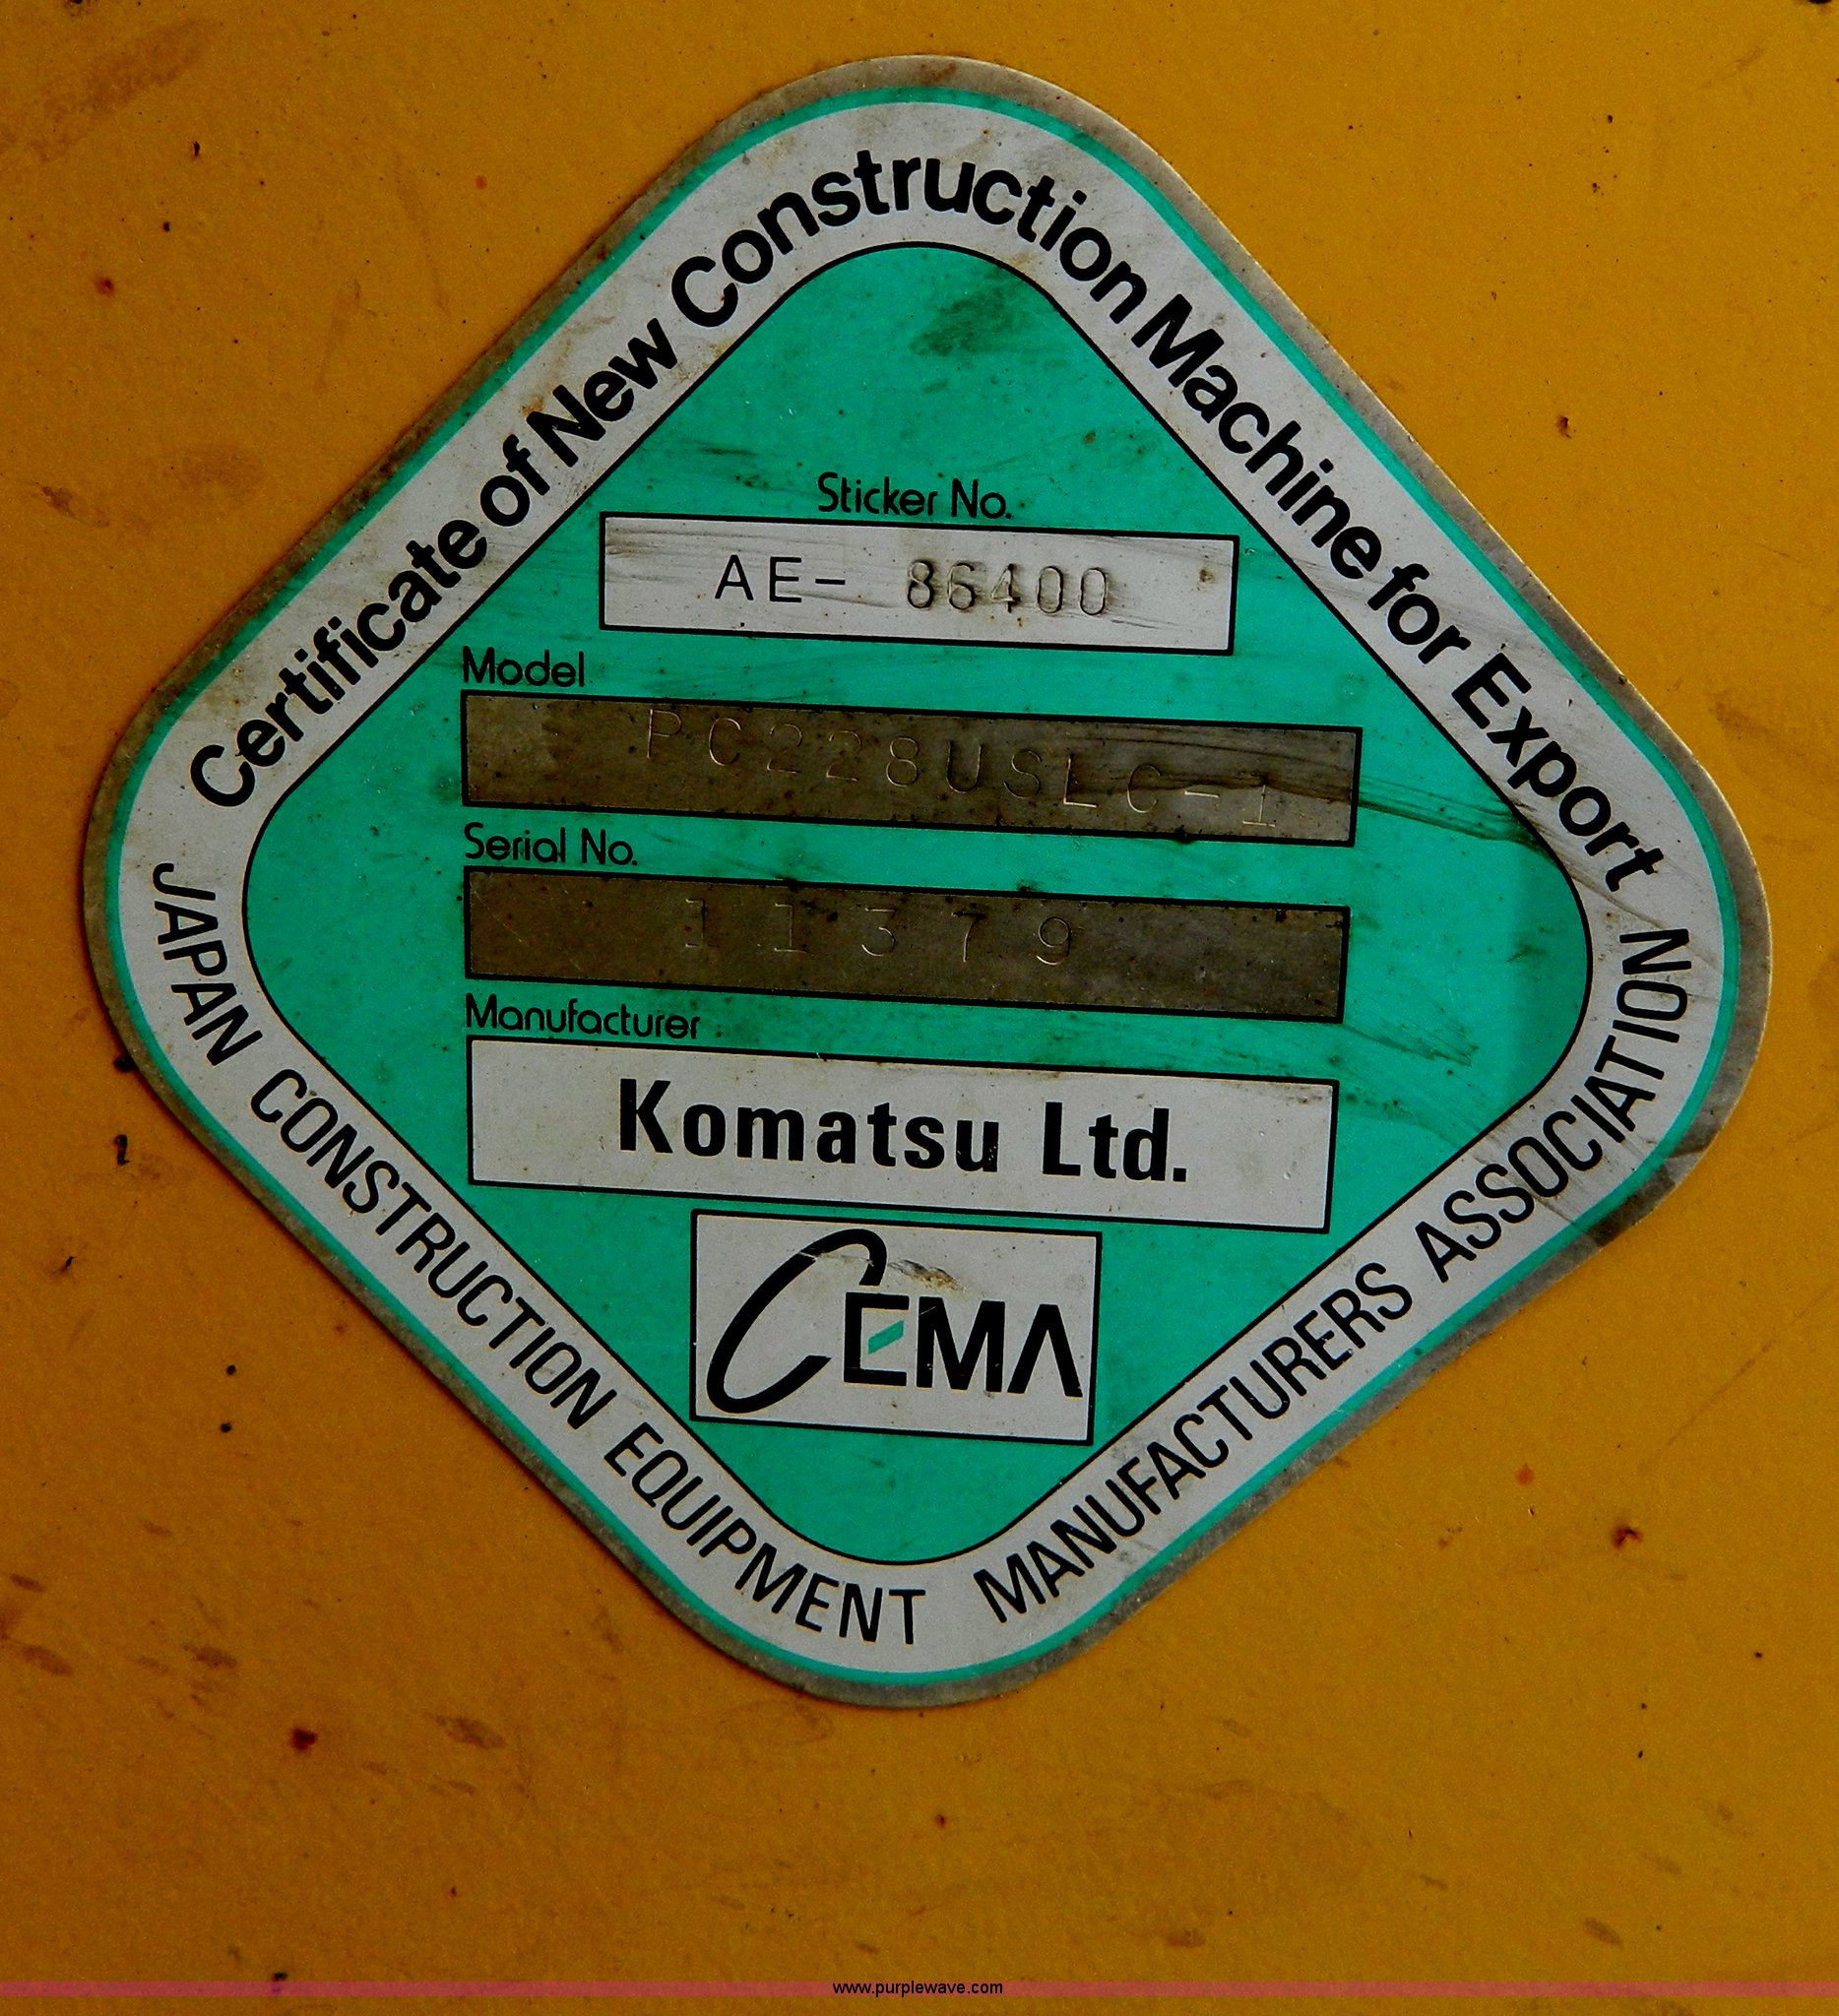 Certificate of New Construction Machine for Export
Sticker No.
AE- 86400
Model
PC228USLC-1
Serial No.
11379
Manufacturer
Komatsu Ltd.
CEMA
JAPAN CONSTRUCTION EQUIPMENT MANUFACTURERS ASSOCIATION
www.purplewave.com